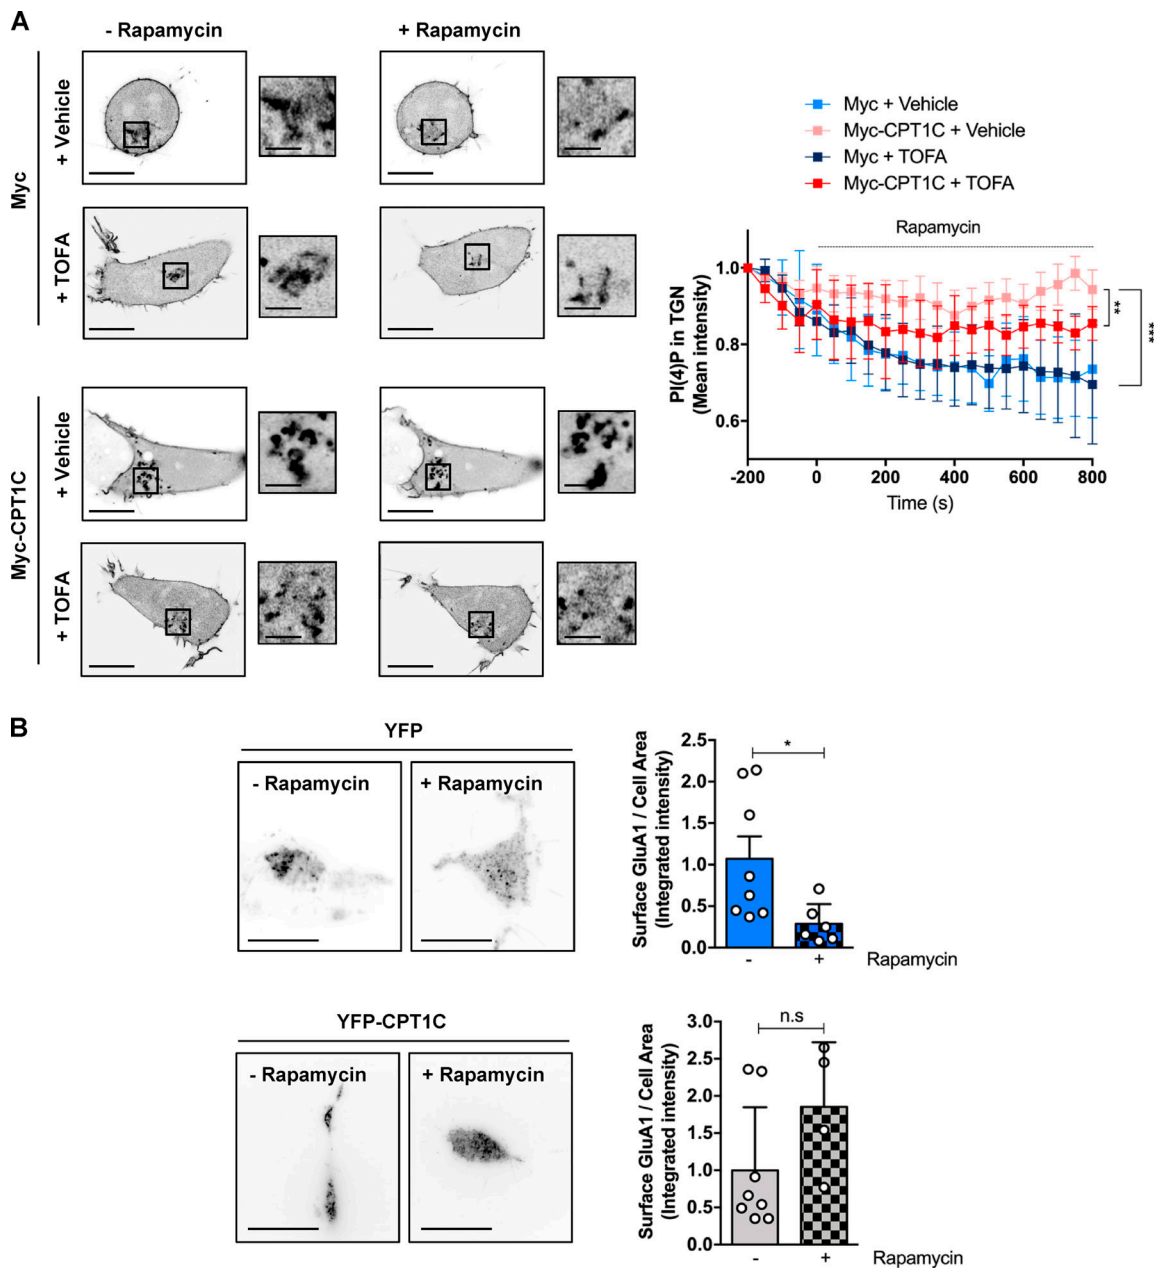 A
- Rapamycin
+ Rapamycin
Myc
+ Vehicle
+ TOFA
Myc-CPT1C
+ Vehicle
+ TOFA
Myc + Vehicle
Myc-CPT1C + Vehicle
Myc + TOFA
Myc-CPT1C + TOFA
Rapamycin
PI(4)P in TGN
(Mean intensity)
1.0
0.8
0.6
-200
0
200
400
600
800
Time (s)
**
***
B
YFP
- Rapamycin
+ Rapamycin
Surface GluA1 / Cell Area
(Integrated intensity)
2.5
2.0
1.5
1.0
0.5
0.0
*
-
+
Rapamycin
YFP-CPT1C
- Rapamycin
+ Rapamycin
Surface GluA1 / Cell Area
(Integrated intensity)
3.0
2.5
2.0
1.5
1.0
0.5
0.0
n.s
-
+
Rapamycin